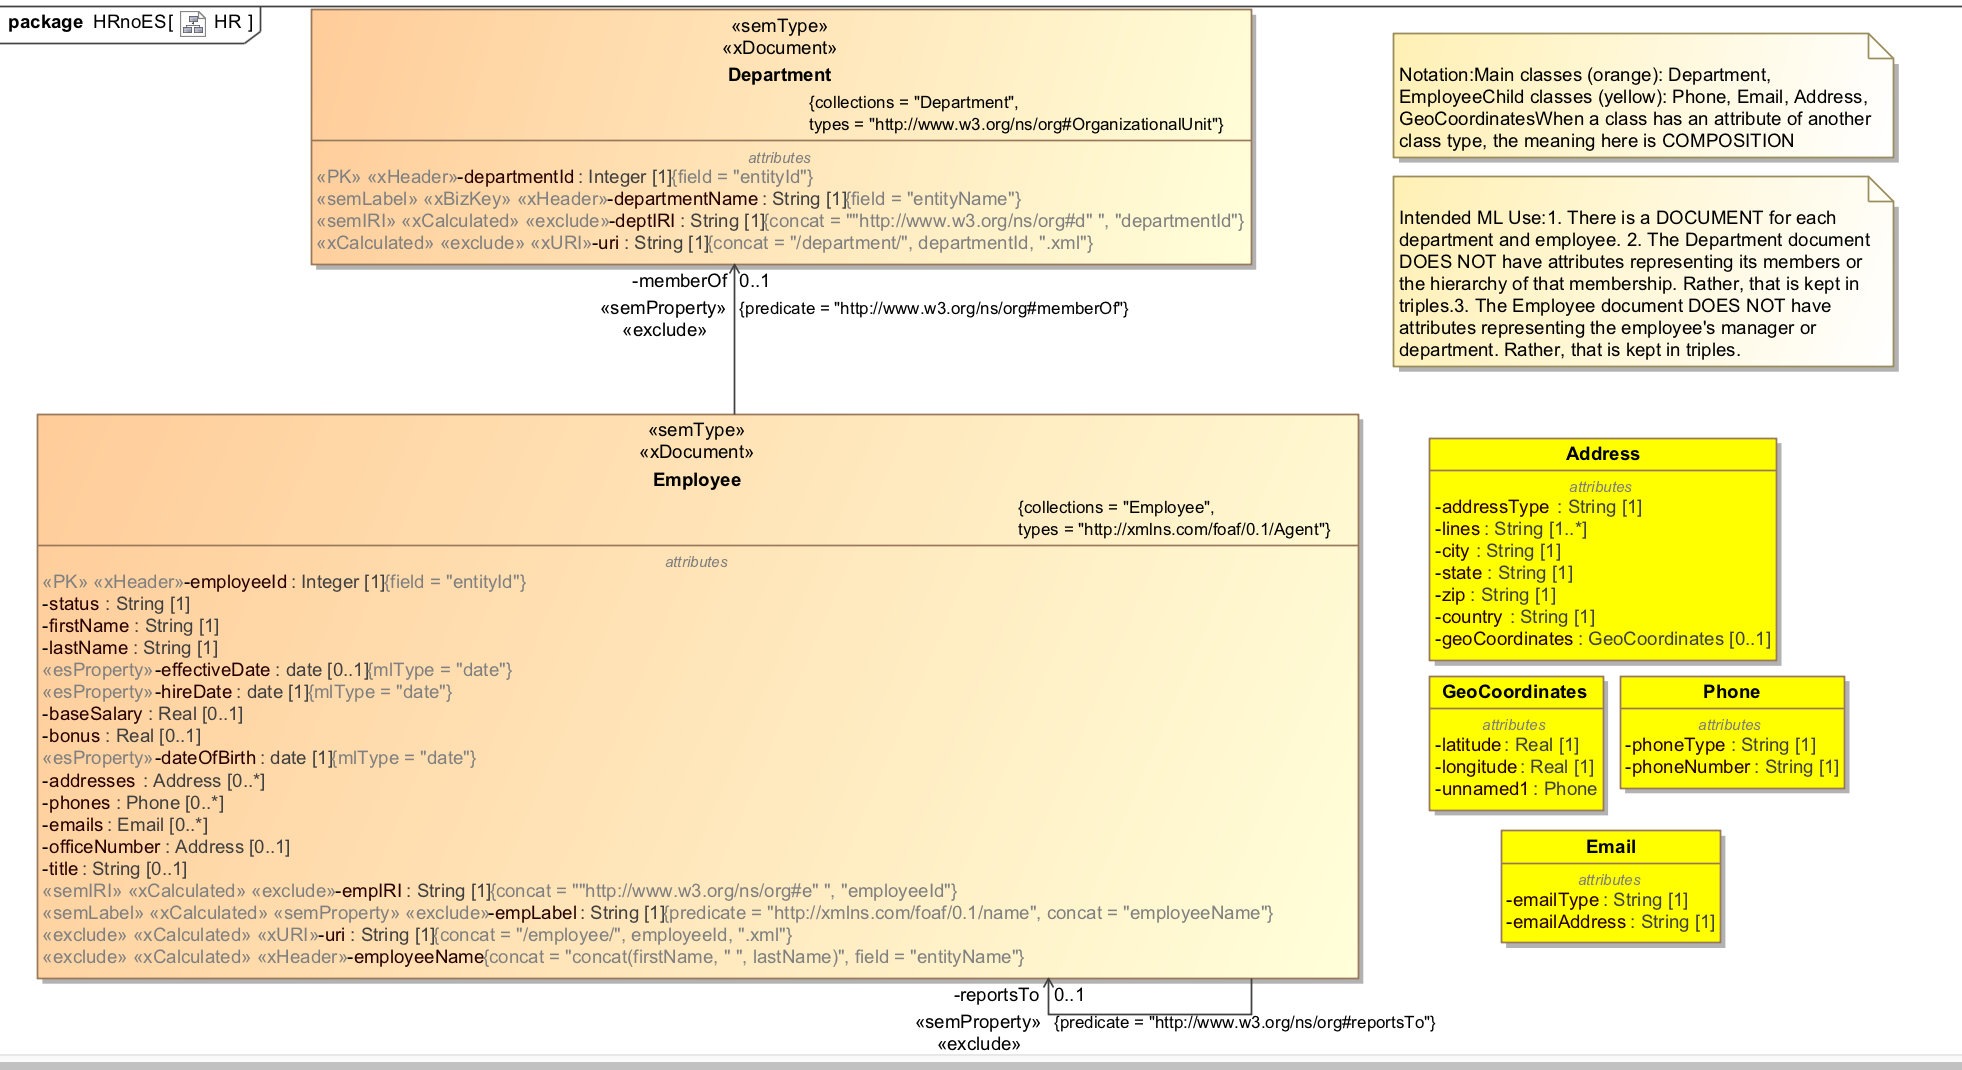 package HRnoES[ HR ]
«semType»
«xDocument»
Department
{collections = "Department",
types = "http://www.w3.org/ns/org#OrganizationalUnit"}
attributes
«PK» «xHeader»-departmentId : Integer [1]{field = "entityId"}
«semLabel» «xBizKey» «xHeader»-departmentName : String [1]{field = "entityName"}
«semIRI» «xCalculated» «exclude»-deptIRI : String [1]{concat = ""http://www.w3.org/ns/org#d" ", "departmentId"}
«xCalculated» «exclude» «xURI»-uri : String [1]{concat = "/department/", departmentId, ".xml"}
-memberOf 0..1
«semProperty» {predicate = "http://www.w3.org/ns/org#memberOf"}
«exclude»
Notation:Main classes (orange): Department,
EmployeeChild classes (yellow): Phone, Email, Address,
GeoCoordinatesWhen a class has an attribute of another
class type, the meaning here is COMPOSITION
Intended ML Use:1. There is a DOCUMENT for each
department and employee. 2. The Department document
DOES NOT have attributes representing its members or
the hierarchy of that membership. Rather, that is kept in
triples.3. The Employee document DOES NOT have
attributes representing the employee's manager or
department. Rather, that is kept in triples.
«semType»
«xDocument»
Employee
{collections = "Employee",
types = "http://xmlns.com/foaf/0.1/Agent"}
attributes
«PK» «xHeader»-employeeId : Integer [1]{field = "entityId"}
-status : String [1]
-firstName : String [1]
-lastName : String [1]
«esProperty»-effectiveDate : date [0..1]{mlType = "date"}
«esProperty»-hireDate : date [1]{mlType = "date"}
-baseSalary : Real [0..1]
-bonus : Real [0..1]
«esProperty»-dateOfBirth : date [1]{mlType = "date"}
-addresses : Address [0..*]
-phones : Phone [0..*]
-emails : Email [0..*]
-officeNumber : Address [0..1]
-title : String [0..1]
«semIRI» «xCalculated» «exclude»-empIRI : String [1]{concat = ""http://www.w3.org/ns/org#e" ", "employeeId"}
«semLabel» «xCalculated» «semProperty» «exclude»-empLabel : String [1]{predicate = "http://xmlns.com/foaf/0.1/name", concat = "employeeName"}
«exclude» «xCalculated» «xURI»-uri : String [1]{concat = "/employee/", employeeId, ".xml"}
«exclude» «xCalculated» «xHeader»-employeeName{concat = "concat(firstName, " ", lastName)", field = "entityName"}
-reportsTo 0..1
«semProperty» {predicate = "http://www.w3.org/ns/org#reportsTo"}
«exclude»
Address
attributes
-addressType : String [1]
-lines : String [1..*]
-city : String [1]
-state : String [1]
-zip : String [1]
-country : String [1]
-geoCoordinates : GeoCoordinates [0..1]
GeoCoordinates
attributes
-latitude : Real [1]
-longitude : Real [1]
-unnamed1 : Phone
Phone
attributes
-phoneType : String [1]
-phoneNumber : String [1]
Email
attributes
-emailType : String [1]
-emailAddress : String [1]